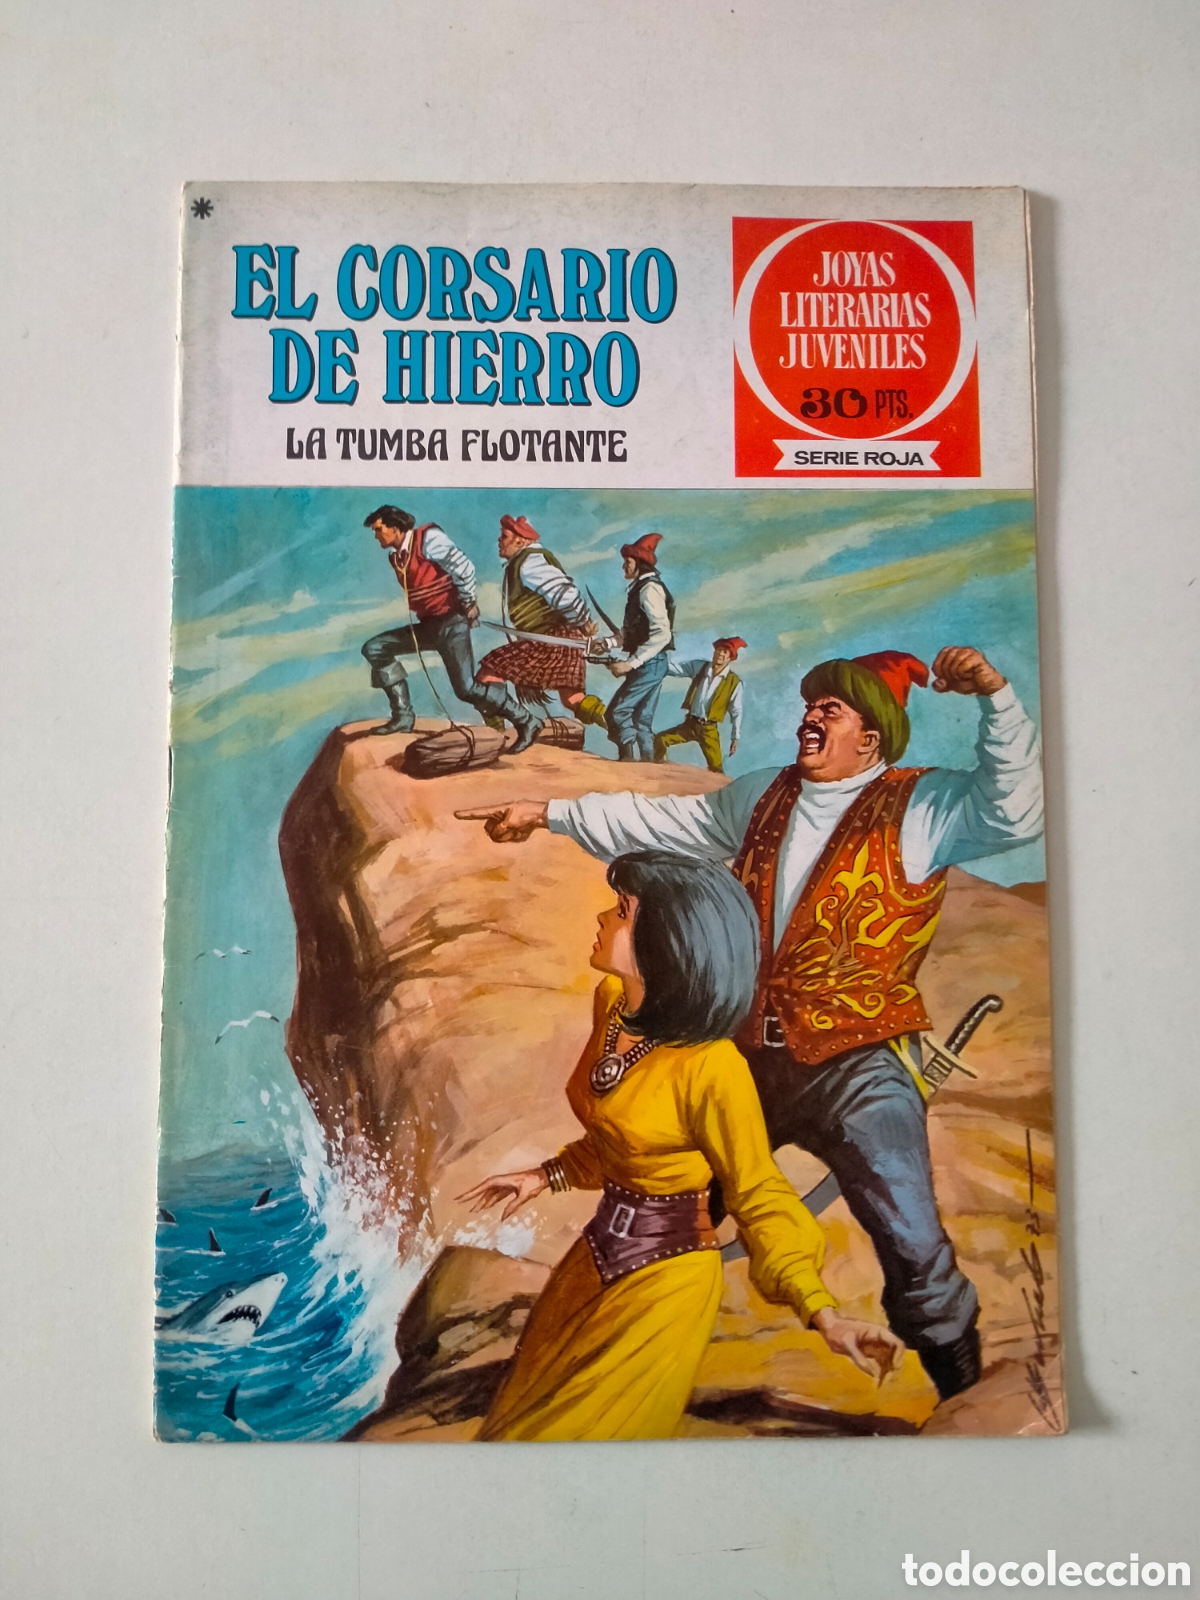 EL CORSARIO
DE HIERRO
LA TUMBA FLOTANTE
JOYAS
LITERARIAS
JUVENILES
30 PTS.
SERIE ROJA
todocoleccion